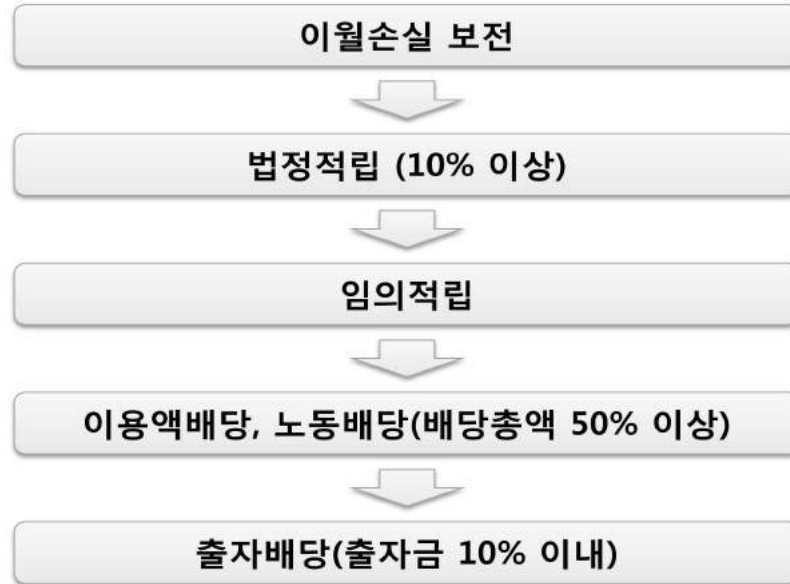 이월손실 보전
법정적립 (10% 이상)
임의적립
이용액배당, 노동배당(배당총액 50% 이상)
출자배당(출자금 10% 이내)